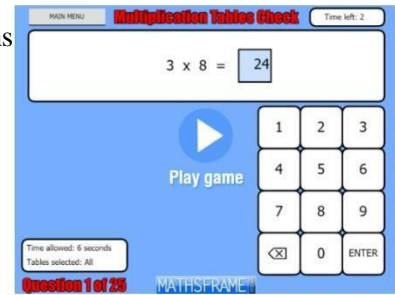 MAIN MENU
Multiplication Tables Check
Time left: 2
3 x 8 = 24
Play game
1 2 3
4 5 6
7 8 9
0 ENTER
Time allowed: 6 seconds
Tables selected: All
Question 1 of 25
MATHSFRAME